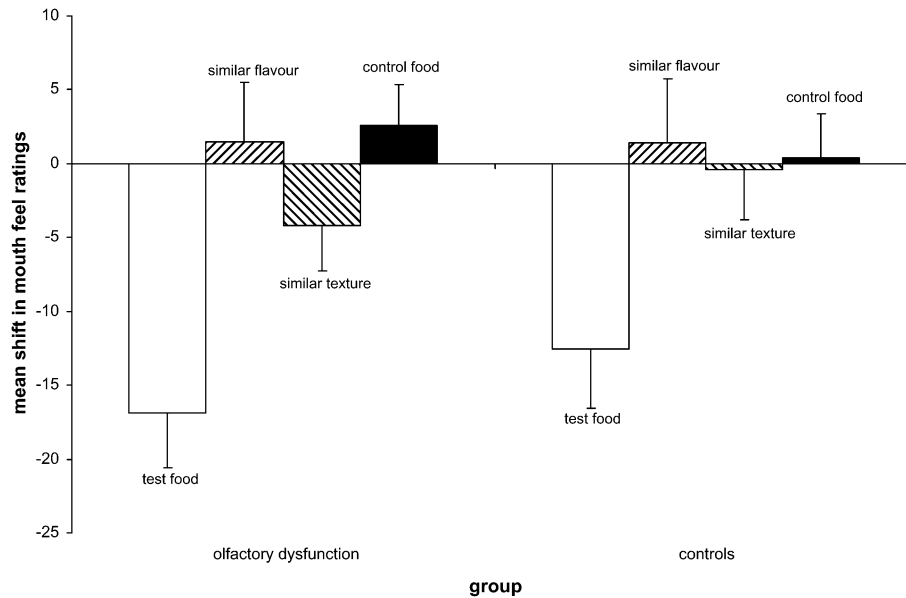 mean shift in mouth feel ratings
10
5
0
-5
-10
-15
-20
-25
similar flavour
control food
similar texture
test food
similar flavour
control food
similar texture
test food
olfactory dysfunction
controls
group